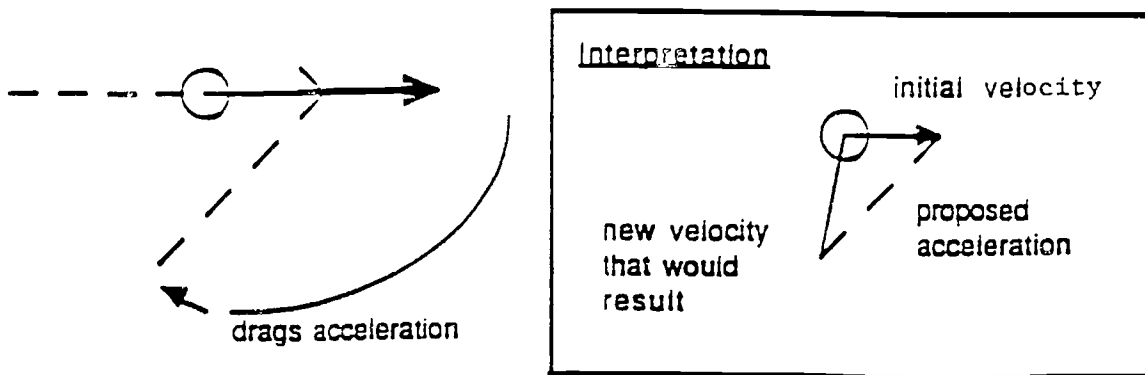 drags acceleration
Interpretation
initial velocity
proposed
acceleration
new velocity
that would
result